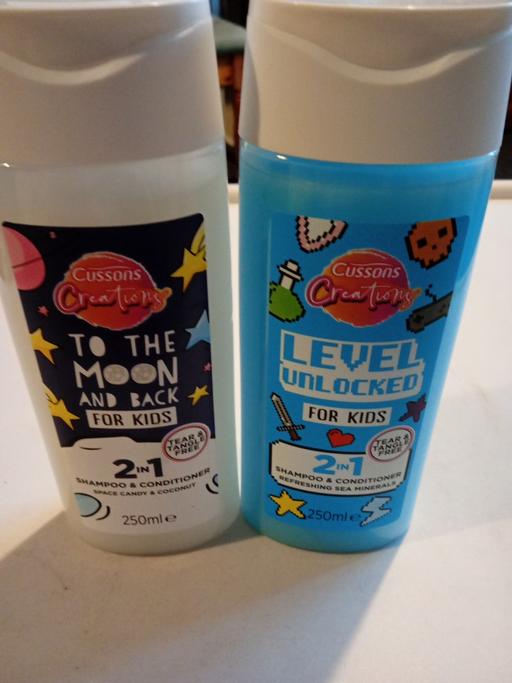 Cussons
Creations
TO THE
MOON
AND BACK
FOR KIDS
TEAR &
TANGLE
FREE
2IN1
SHAMPOO & CONDITIONER
SPACE CANDY & COCONUT
250ml e
Cussons
Creations
LEVEL
UNLOCKED
FOR KIDS
TEAR &
TANGLE
FREE
2IN1
SHAMPOO & CONDITIONER
REFRESHING SEA MINERALS
250ml e